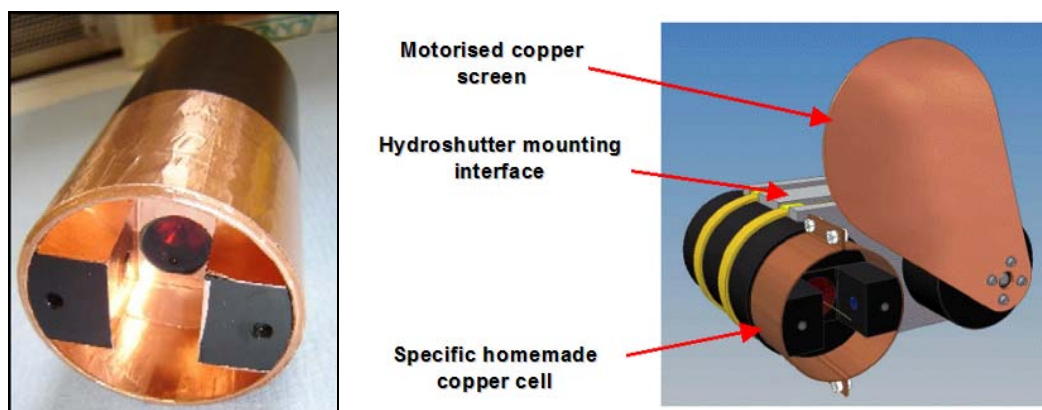 Motorised copper
screen
Hydroshutter mounting
interface
Specific homemade
copper cell